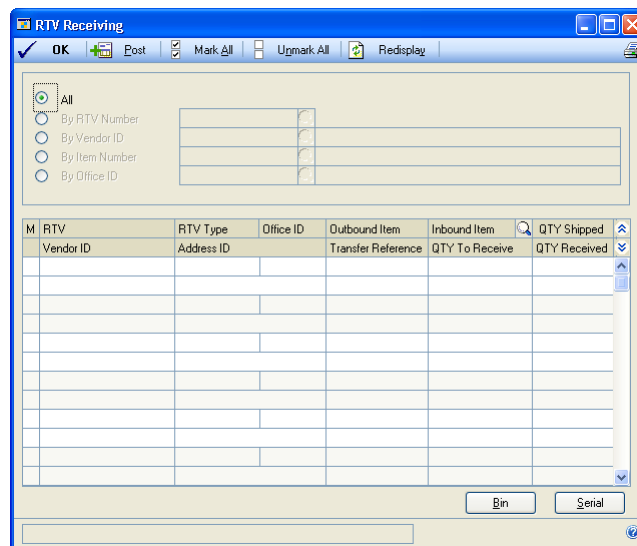 RTV Receiving
OK Post Mark All Unmark All Redisplay
All
By RTV Number
By Vendor ID
By Item Number
By Office ID
M RTV RTV Type Office ID Outbound Item Inbound Item QTY Shipped
Vendor ID Address ID Transfer Reference QTY To Receive QTY Received
Bin Serial